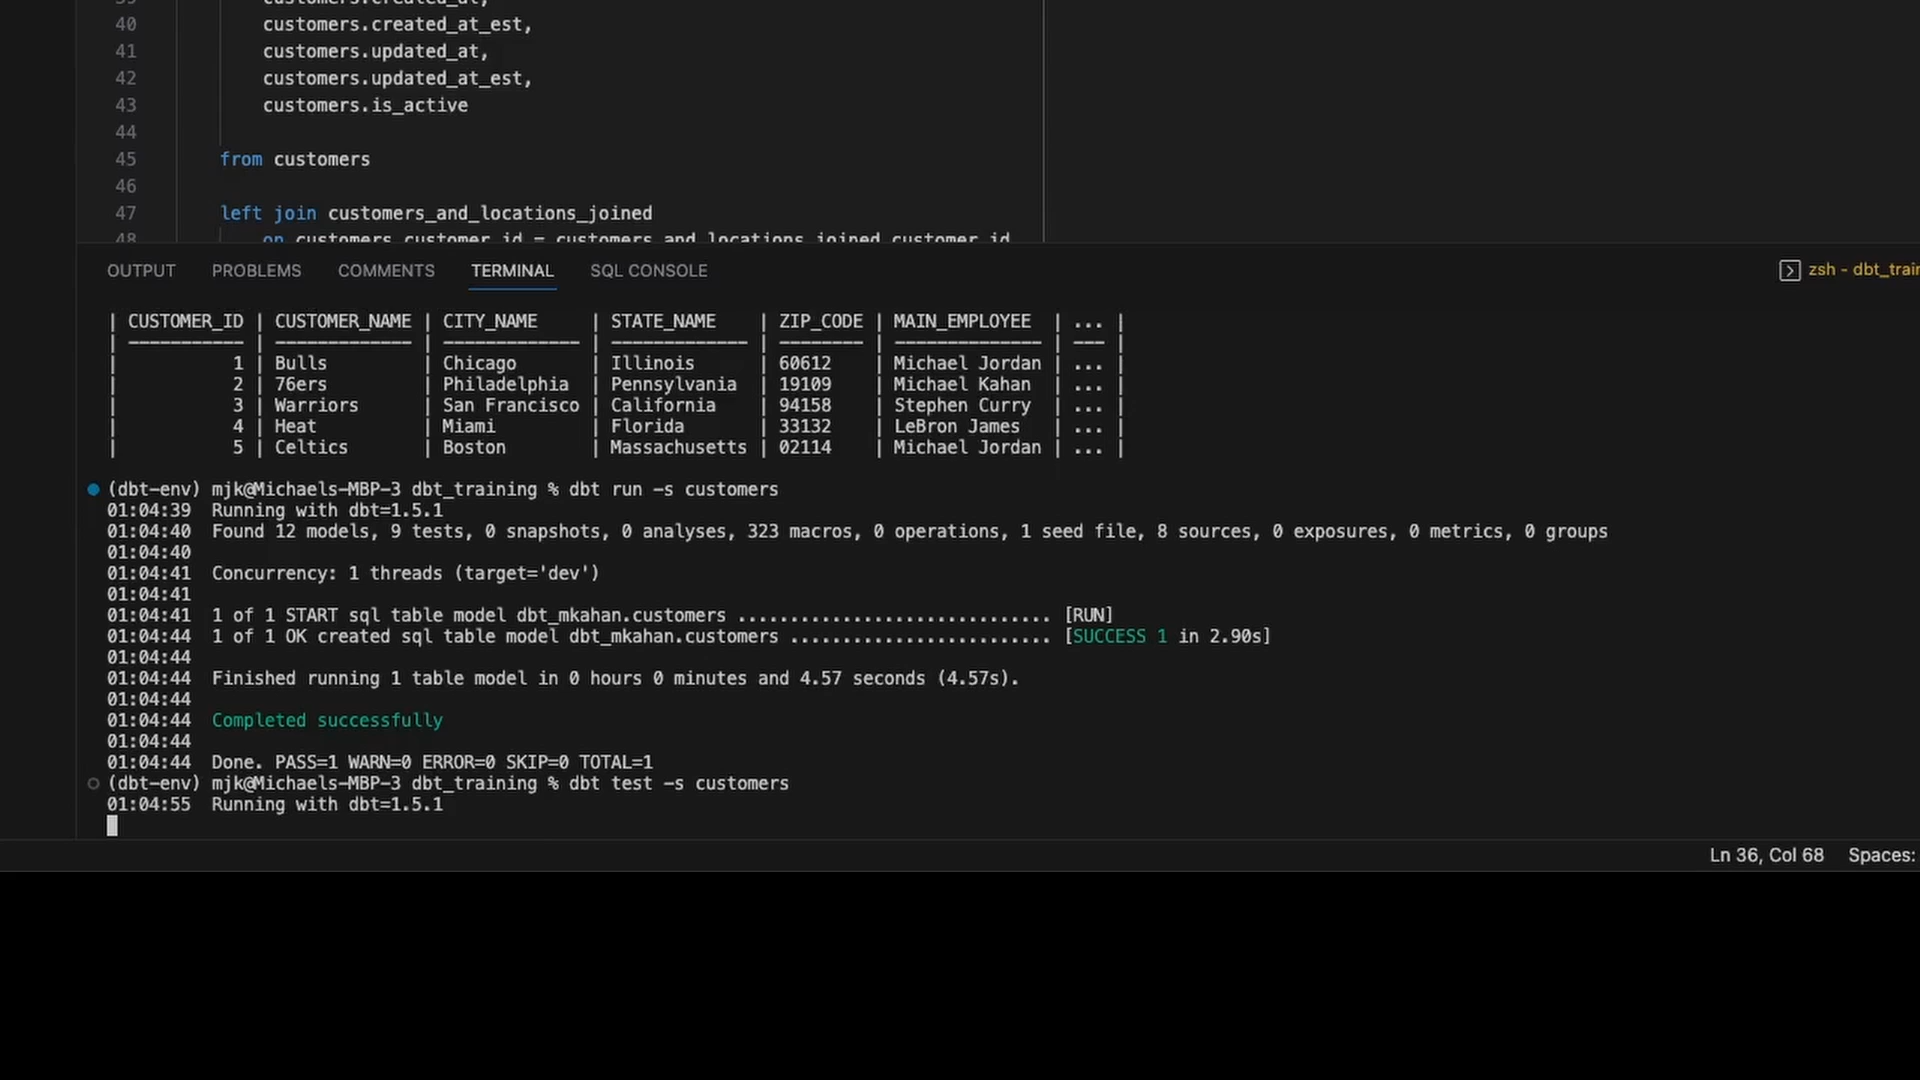 39 customers.created_at,
40 customers.created_at_est,
41 customers.updated_at,
42 customers.updated_at_est,
43 customers.is_active
44
45 from customers
46
47 left join customers_and_locations_joined
48 on customers.customer_id = customers_and_locations_joined.customer_id
OUTPUT PROBLEMS COMMENTS TERMINAL SQL CONSOLE zsh - dbt_train
| CUSTOMER_ID | CUSTOMER_NAME | CITY_NAME | STATE_NAME | ZIP_CODE | MAIN_EMPLOYEE | ... |
| ----------- | ------------- | ------------- | ------------- | -------- | -------------- | --- |
| 1 | Bulls | Chicago | Illinois | 60612 | Michael Jordan | ... |
| 2 | 76ers | Philadelphia | Pennsylvania | 19109 | Michael Kahan | ... |
| 3 | Warriors | San Francisco | California | 94158 | Stephen Curry | ... |
| 4 | Heat | Miami | Florida | 33132 | LeBron James | ... |
| 5 | Celtics | Boston | Massachusetts | 02114 | Michael Jordan | ... |
(dbt-env) mjk@Michaels-MBP-3 dbt_training % dbt run -s customers
01:04:39 Running with dbt=1.5.1
01:04:40 Found 12 models, 9 tests, 0 snapshots, 0 analyses, 323 macros, 0 operations, 1 seed file, 8 sources, 0 exposures, 0 metrics, 0 groups
01:04:40
01:04:41 Concurrency: 1 threads (target='dev')
01:04:41
01:04:41 1 of 1 START sql table model dbt_mkahan.customers .............................. [RUN]
01:04:44 1 of 1 OK created sql table model dbt_mkahan.customers ......................... [SUCCESS 1 in 2.90s]
01:04:44
01:04:44 Finished running 1 table model in 0 hours 0 minutes and 4.57 seconds (4.57s).
01:04:44
01:04:44 Completed successfully
01:04:44
01:04:44 Done. PASS=1 WARN=0 ERROR=0 SKIP=0 TOTAL=1
(dbt-env) mjk@Michaels-MBP-3 dbt_training % dbt test -s customers
01:04:55 Running with dbt=1.5.1
Ln 36, Col 68 Spaces: